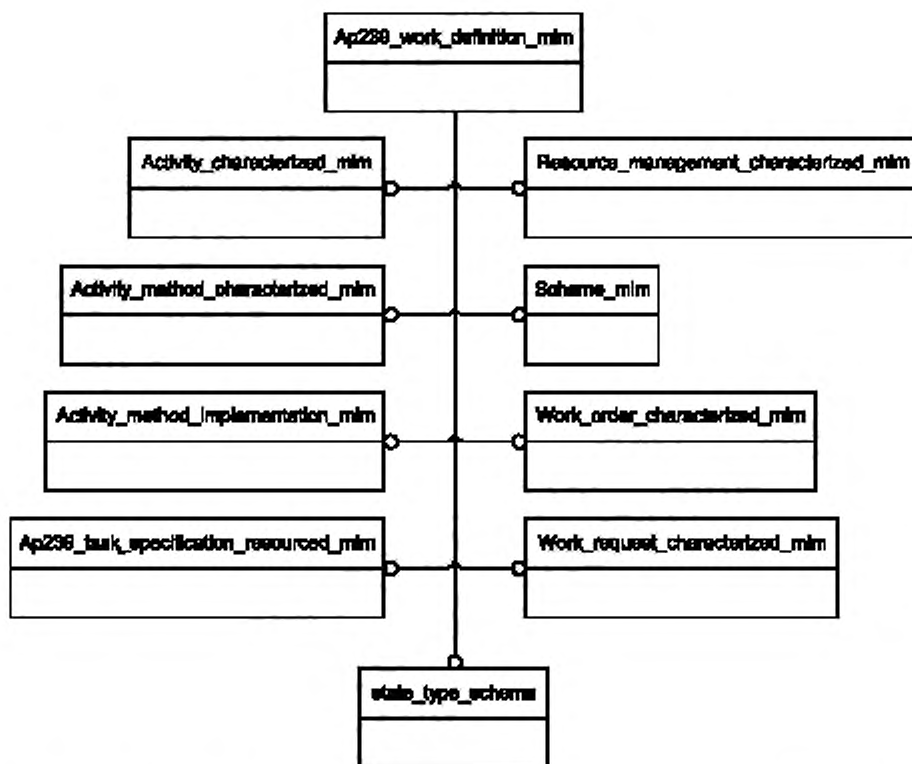 Ap239_work_definition_mim
Activity_characterized_mim
Resource_management_characterized_mim
Activity_method_characterized_mim
Scheme_mim
Activity_method_implementation_mim
Work_order_characterized_mim
Ap239_task_specification_resourced_mim
Work_request_characterized_mim
state_type_schema